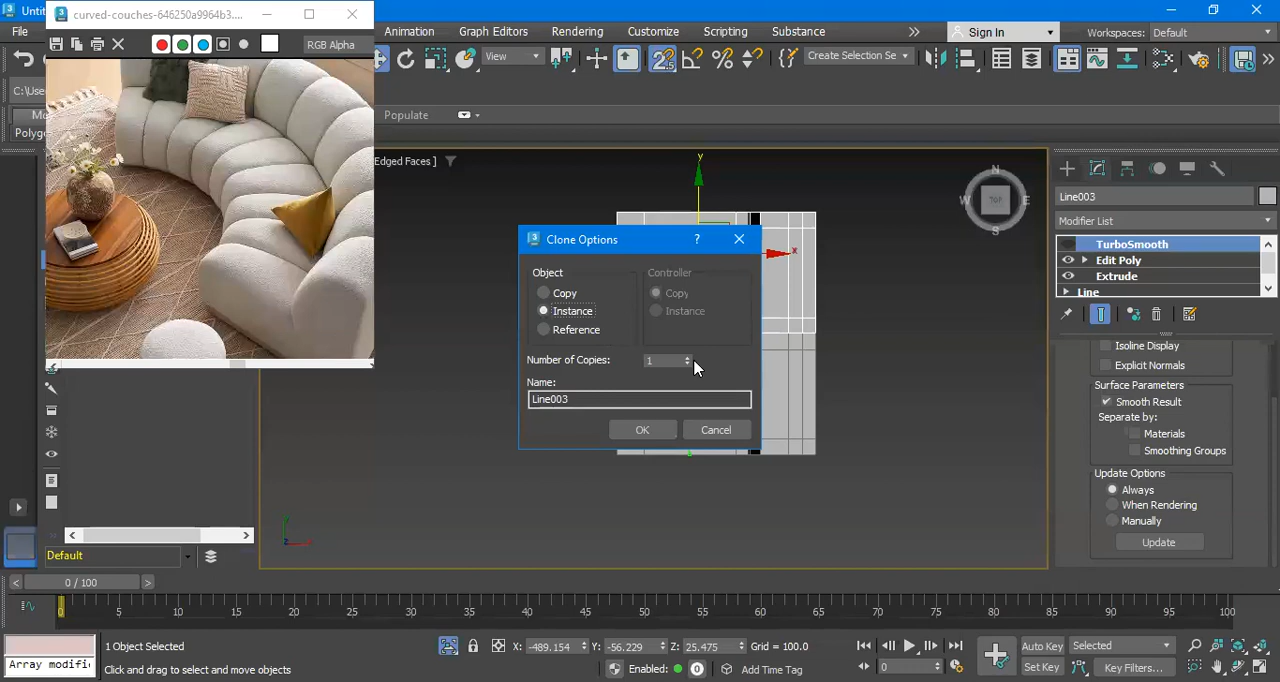 Untit
curved-couches-646250a9964b3....
File
Animation
Graph Editors
Rendering
Customize
Scripting
Substance
Sign In
Workspaces: Default
RGB Alpha
View
Create Selection Se
C:\Use
Mo
Populate
Polyg
Edged Faces ]
y
x
N
W
TOP
E
S
Line003
Modifier List
TurboSmooth
Edit Poly
Extrude
Line
Clone Options
?
Object
Controller
Copy
Copy
Instance
Instance
Reference
Number of Copies:
1
Name:
Line003
OK
Cancel
Isoline Display
Explicit Normals
Surface Parameters
Smooth Result
Separate by:
Materials
Smoothing Groups
Update Options
Always
When Rendering
Manually
Update
Default
0 / 100
0 5 10 15 20 25 30 35 40 45 50 55 60 65 70 75 80 85 90 95 100
1 Object Selected
X: -489.154 Y: -56.229 Z: 25.475 Grid = 100.0
Auto Key
Selected
Array modifi
Click and drag to select and move objects
Enabled:
0
Add Time Tag
0
Set Key
Key Filters...